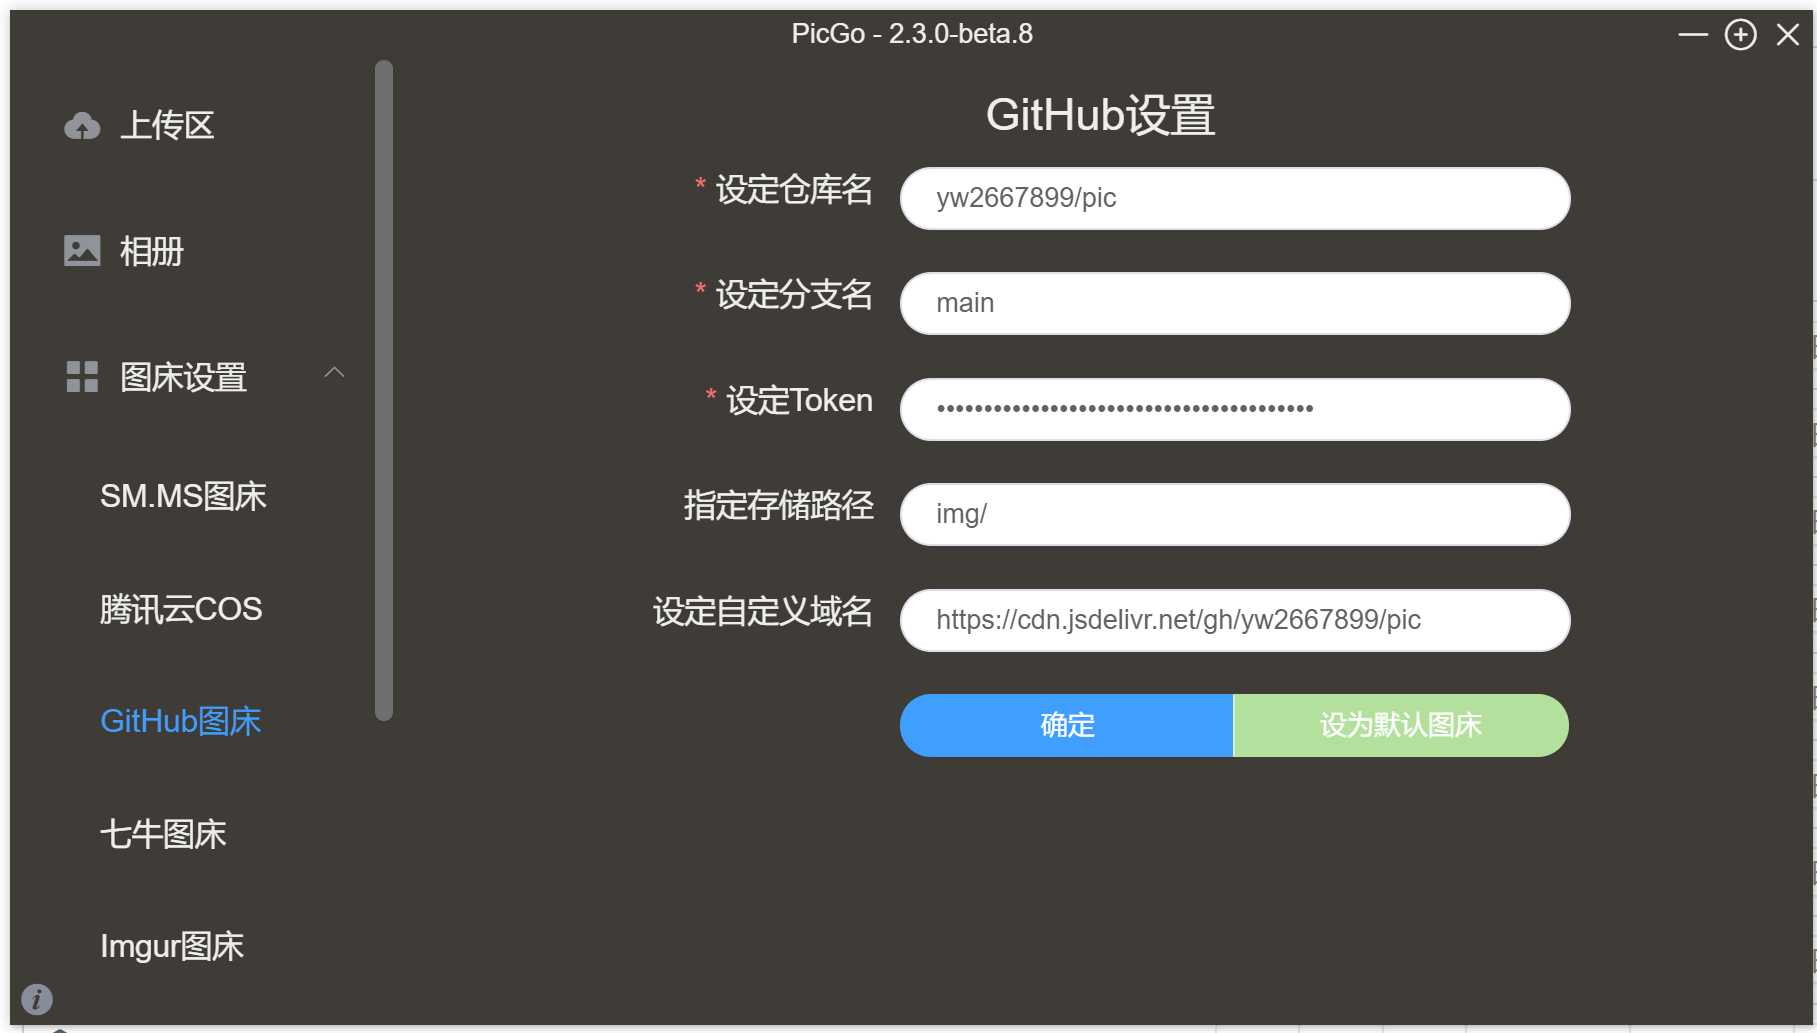 PicGo - 2.3.0-beta.8
上传区
相册
图床设置
SM.MS图床
腾讯云COS
GitHub图床
七牛图床
Imgur图床
GitHub设置
* 设定仓库名
yw2667899/pic
* 设定分支名
main
* 设定Token
••••••••••••••••••••••••••••••••••••••••
指定存储路径
img/
设定自定义域名
https://cdn.jsdelivr.net/gh/yw2667899/pic
确定
设为默认图床